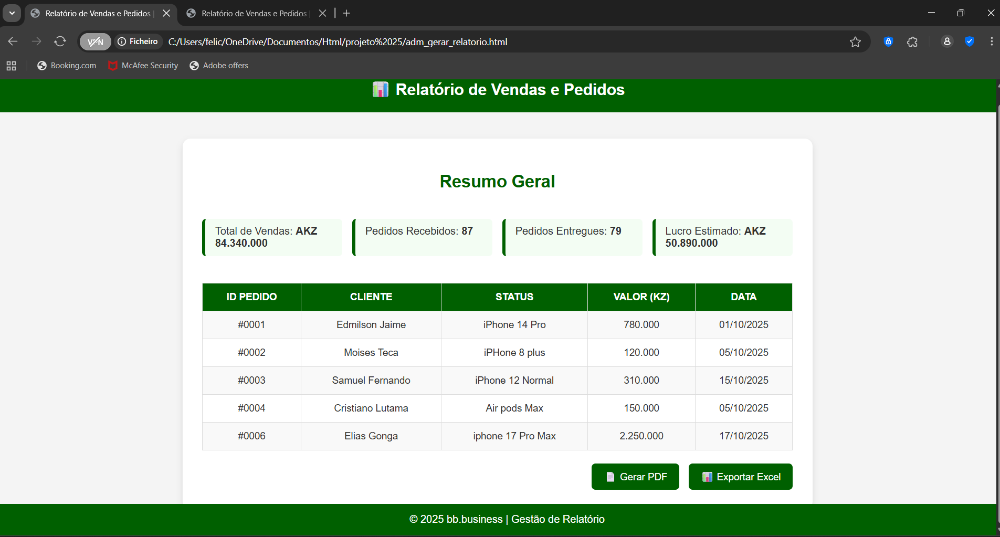 Relatório de Vendas e Pedidos |
Relatório de Vendas e Pedidos |
VPN
Ficheiro
C:/Users/felic/OneDrive/Documentos/Html/projeto%2025/adm_gerar_relatorio.html
Booking.com
McAfee Security
Adobe offers
Relatório de Vendas e Pedidos
Resumo Geral
Total de Vendas: AKZ
84.340.000
Pedidos Recebidos: 87
Pedidos Entregues: 79
Lucro Estimado: AKZ
50.890.000
ID PEDIDO CLIENTE STATUS VALOR (KZ) DATA
#0001 Edmilson Jaime iPhone 14 Pro 780.000 01/10/2025
#0002 Moises Teca iPHone 8 plus 120.000 05/10/2025
#0003 Samuel Fernando iPhone 12 Normal 310.000 15/10/2025
#0004 Cristiano Lutama Air pods Max 150.000 05/10/2025
#0006 Elias Gonga iphone 17 Pro Max 2.250.000 17/10/2025
Gerar PDF
Exportar Excel
© 2025 bb.business | Gestão de Relatório